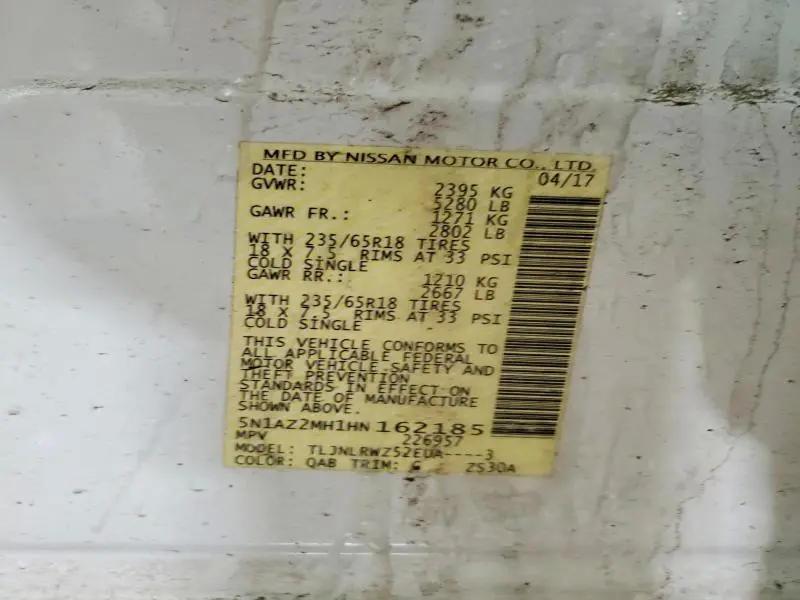 MFD BY NISSAN MOTOR CO., LTD.
DATE: 04/17
GVWR: 2395 KG
5280 LB
GAWR FR.: 1271 KG
2802 LB
WITH 235/65R18 TIRES
18 X 7.5 RIMS AT 33 PSI
COLD SINGLE
GAWR RR.: 1210 KG
2667 LB
WITH 235/65R18 TIRES
18 X 7.5 RIMS AT 33 PSI
COLD SINGLE
THIS VEHICLE CONFORMS TO
ALL APPLICABLE FEDERAL
MOTOR VEHICLE SAFETY AND
THEFT PREVENTION
STANDARDS IN EFFECT ON
THE DATE OF MANUFACTURE
SHOWN ABOVE.
5N1AZ2MH1HN 162185
MPV 226957
MODEL: TLJNLRWZ52EUA----3
COLOR: QAB TRIM: G ZS30A